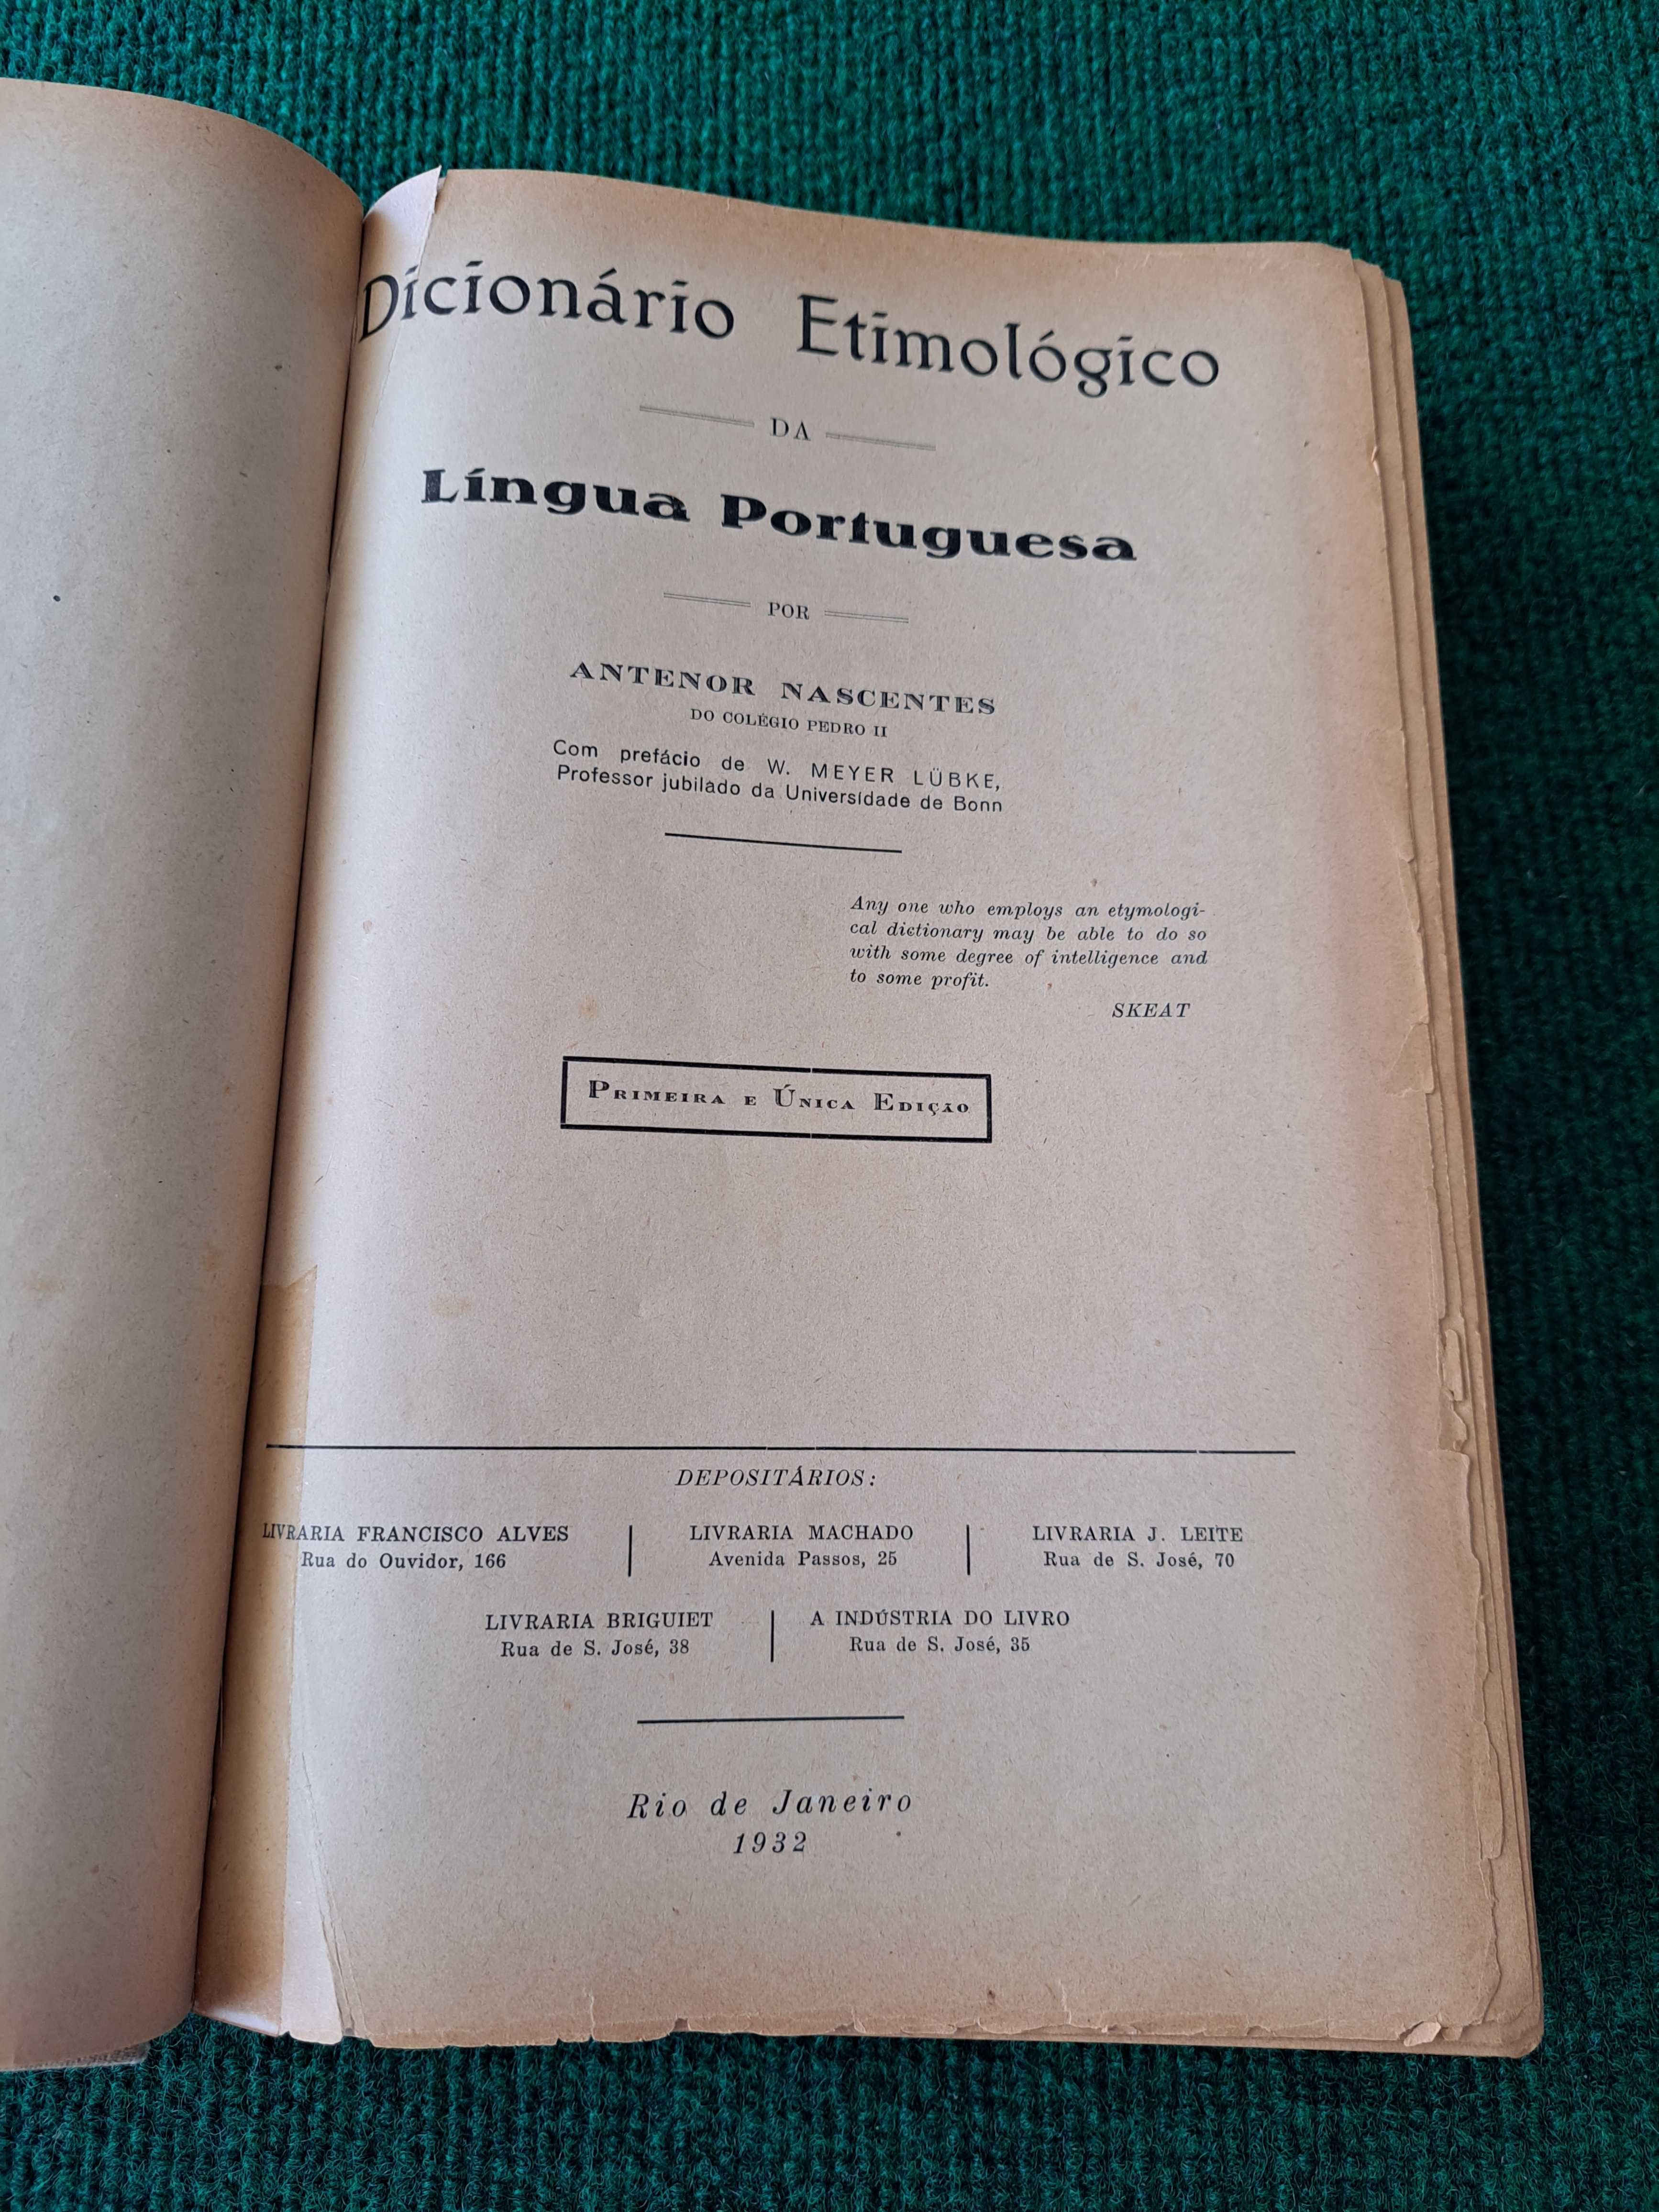 Dicionário Etimológico
DA
Língua Portuguesa
POR
ANTENOR NASCENTES
DO COLÉGIO PEDRO II
Com prefácio de W. MEYER LÜBKE,
Professor jubilado da Universidade de Bonn
Any one who employs an etymologi-
cal dictionary may be able to do so
with some degree of intelligence and
to some profit.
SKEAT
PRIMEIRA E ÚNICA EDIÇÃO
DEPOSITÁRIOS:
LIVRARIA FRANCISCO ALVES
Rua do Ouvidor, 166
LIVRARIA MACHADO
Avenida Passos, 25
LIVRARIA J. LEITE
Rua de S. José, 70
LIVRARIA BRIGUIET
Rua de S. José, 38
A INDÚSTRIA DO LIVRO
Rua de S. José, 35
Rio de Janeiro
1932